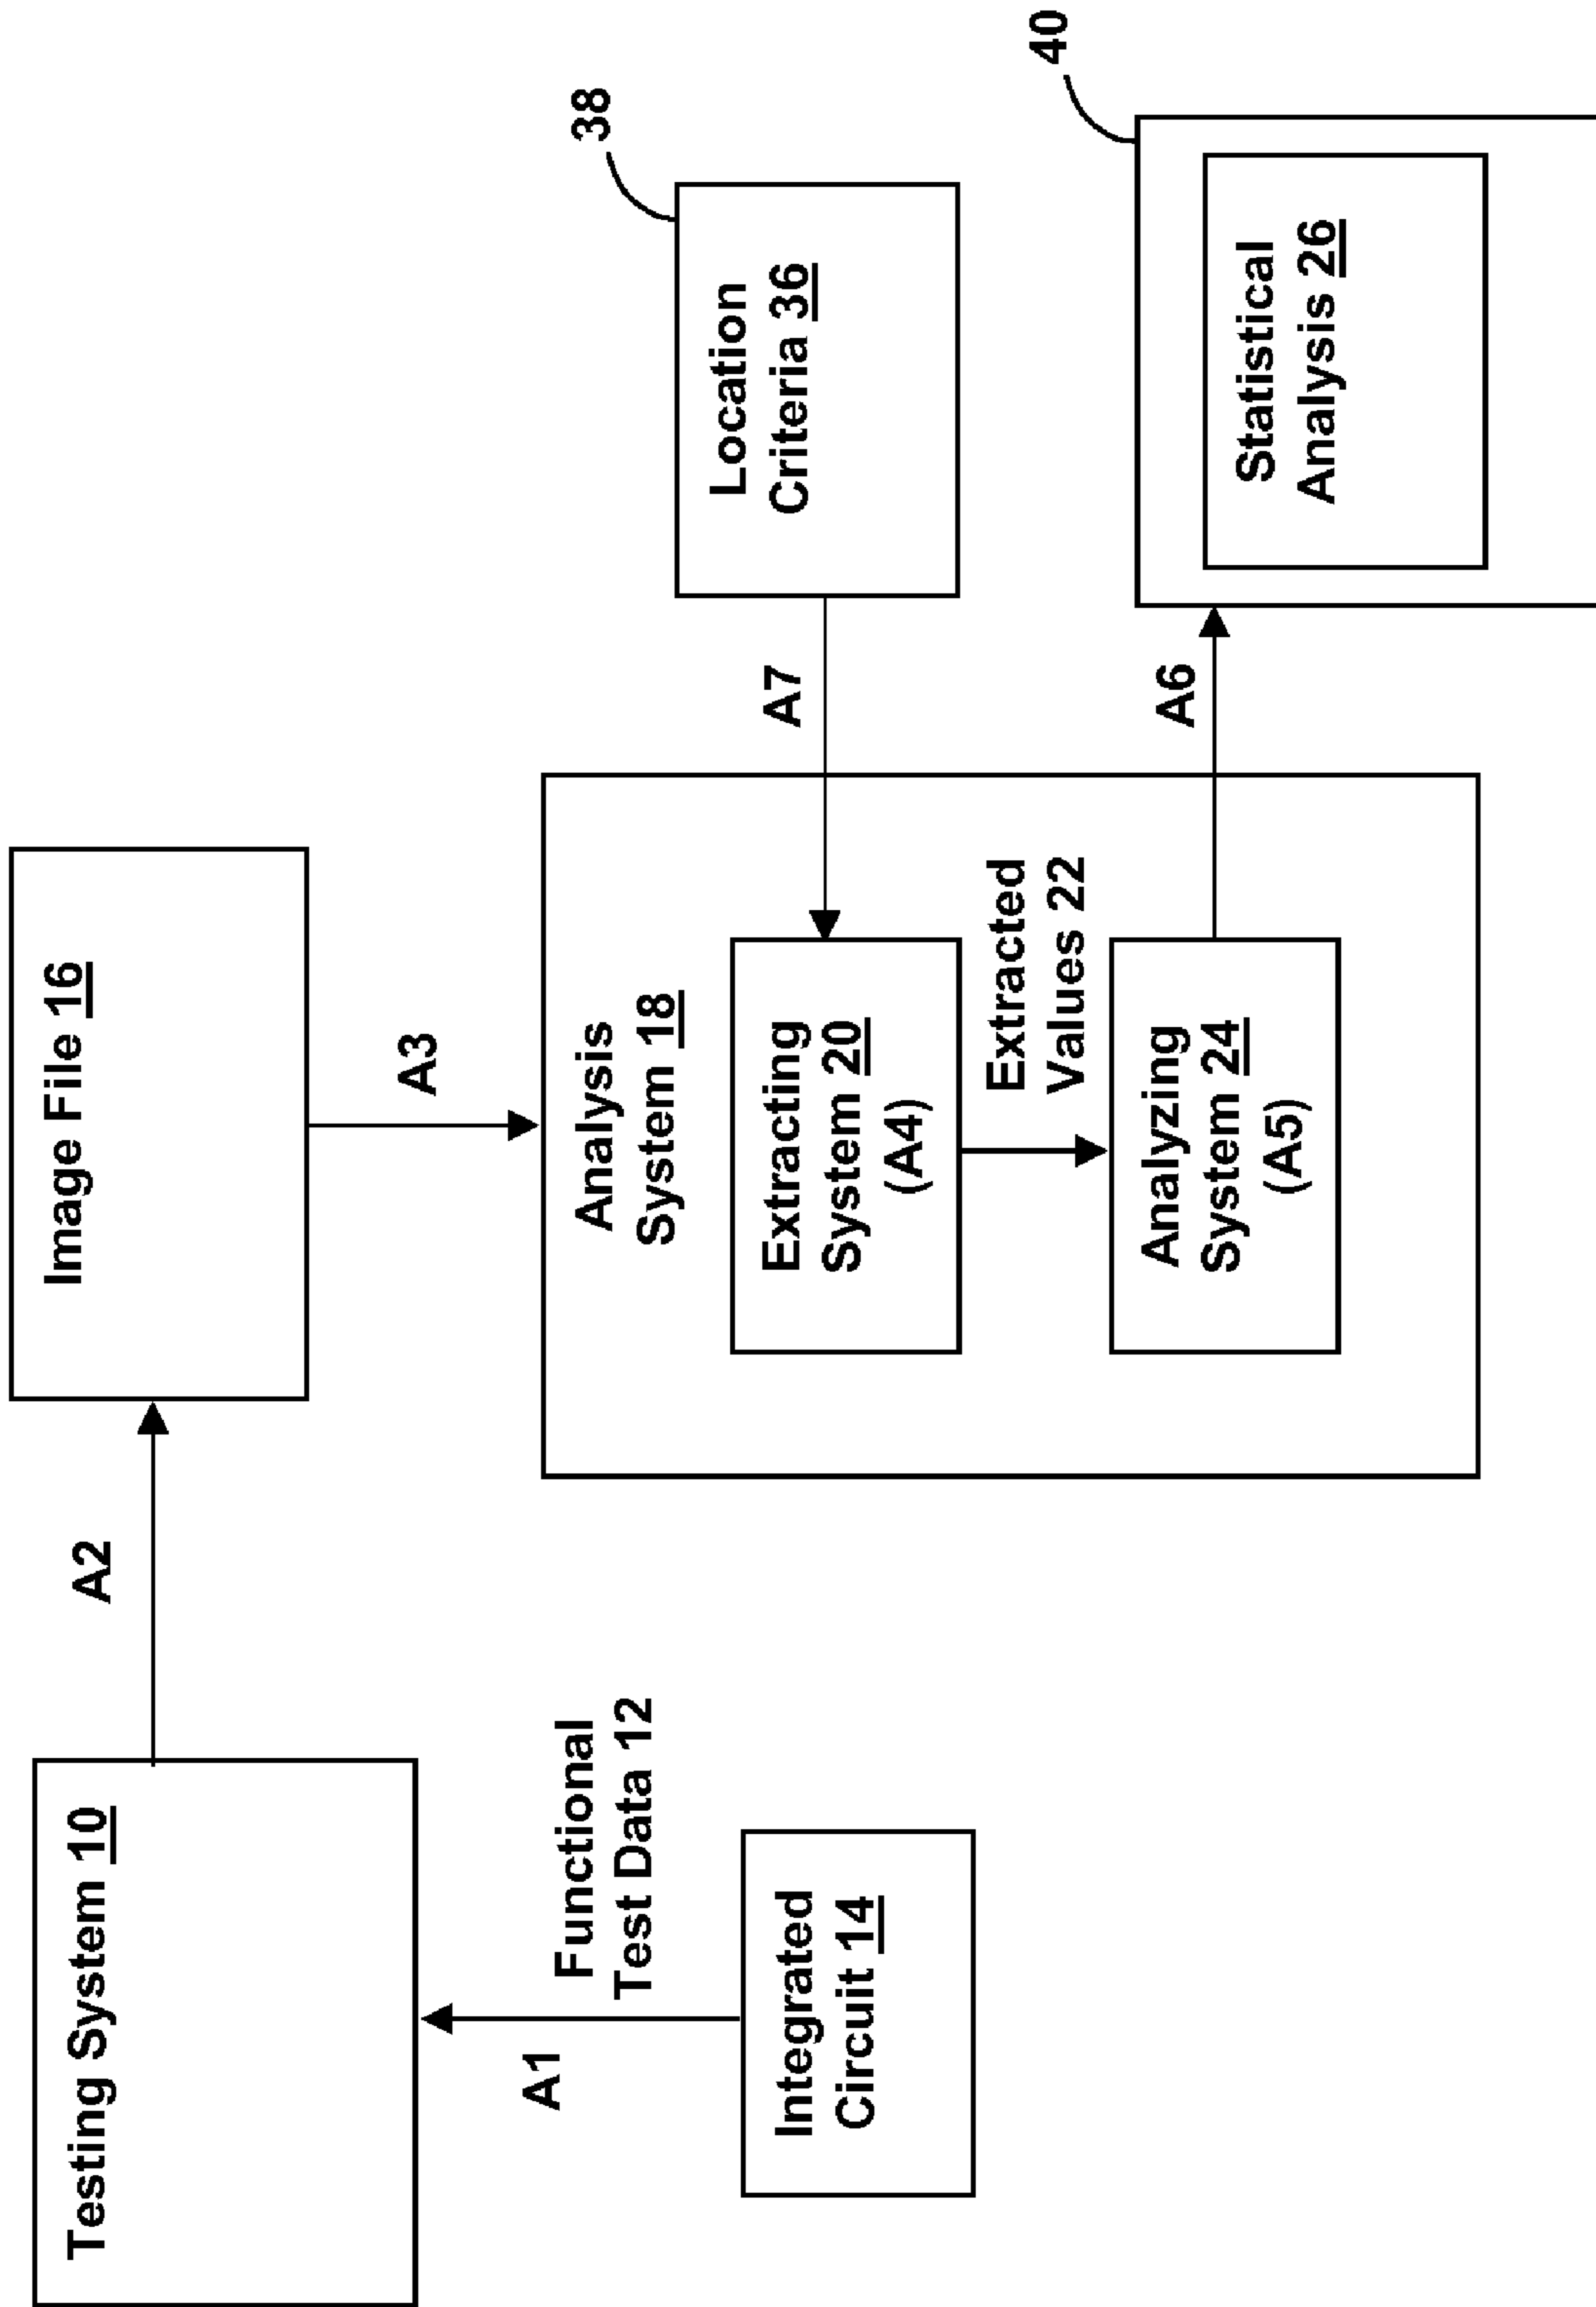 Testing System 10
A2
Image File 16
A1
Functional
Test Data 12
A3
Integrated
Circuit 14
Analysis
System 18
Extracting
System 20
(A4)
Extracted
Values 22
Analyzing
System 24
(A5)
A7
Location
Criteria 36
38
A6
Statistical
Analysis 26
40